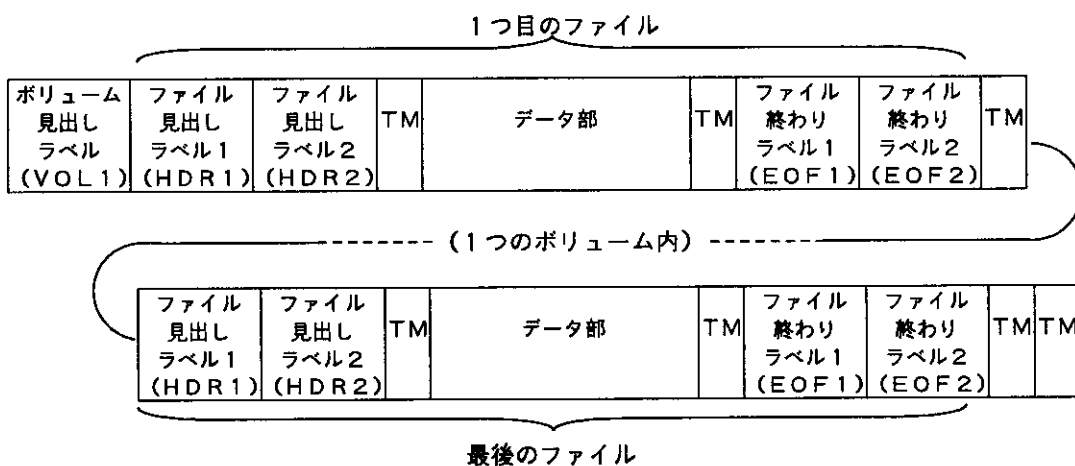 1つ目のファイル
ボリューム
見出し
ラベル
(VOL1)
ファイル
見出し
ラベル1
(HDR1)
ファイル
見出し
ラベル2
(HDR2)
TM
データ部
TM
ファイル
終わり
ラベル1
(EOF1)
ファイル
終わり
ラベル2
(EOF2)
TM
(1つのボリューム内)
ファイル
見出し
ラベル1
(HDR1)
ファイル
見出し
ラベル2
(HDR2)
TM
データ部
TM
ファイル
終わり
ラベル1
(EOF1)
ファイル
終わり
ラベル2
(EOF2)
TM
TM
最後のファイル